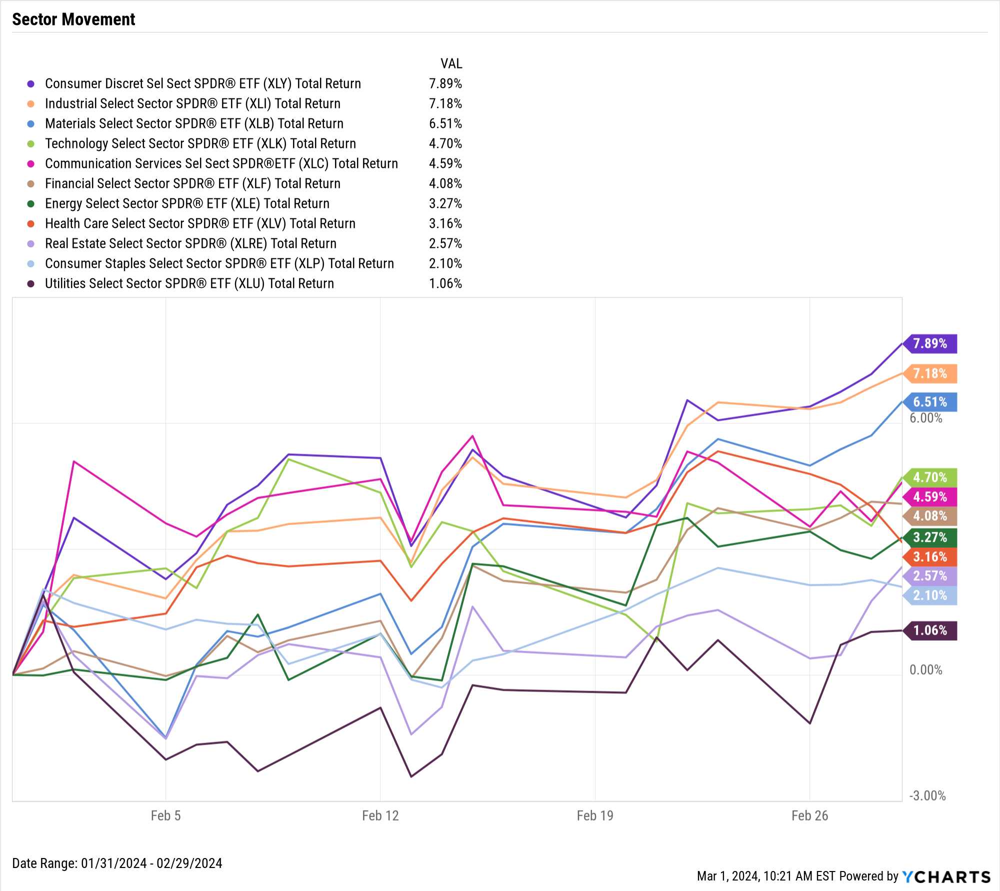 Sector Movement
VAL
Consumer Discret Sel Sect SPDR® ETF (XLY) Total Return 7.89%
Industrial Select Sector SPDR® ETF (XLI) Total Return 7.18%
Materials Select Sector SPDR® ETF (XLB) Total Return 6.51%
Technology Select Sector SPDR® ETF (XLK) Total Return 4.70%
Communication Services Sel Sect SPDR®ETF (XLC) Total Return 4.59%
Financial Select Sector SPDR® ETF (XLF) Total Return 4.08%
Energy Select Sector SPDR® ETF (XLE) Total Return 3.27%
Health Care Select Sector SPDR® ETF (XLV) Total Return 3.16%
Real Estate Select Sector SPDR® (XLRE) Total Return 2.57%
Consumer Staples Select Sector SPDR® ETF (XLP) Total Return 2.10%
Utilities Select Sector SPDR® ETF (XLU) Total Return 1.06%
7.89%
7.18%
6.51%
6.00%
4.70%
4.59%
4.08%
3.27%
3.16%
2.57%
2.10%
1.06%
0.00%
-3.00%
Feb 5 Feb 12 Feb 19 Feb 26
Date Range: 01/31/2024 - 02/29/2024
Mar 1, 2024, 10:21 AM EST Powered by YCHARTS